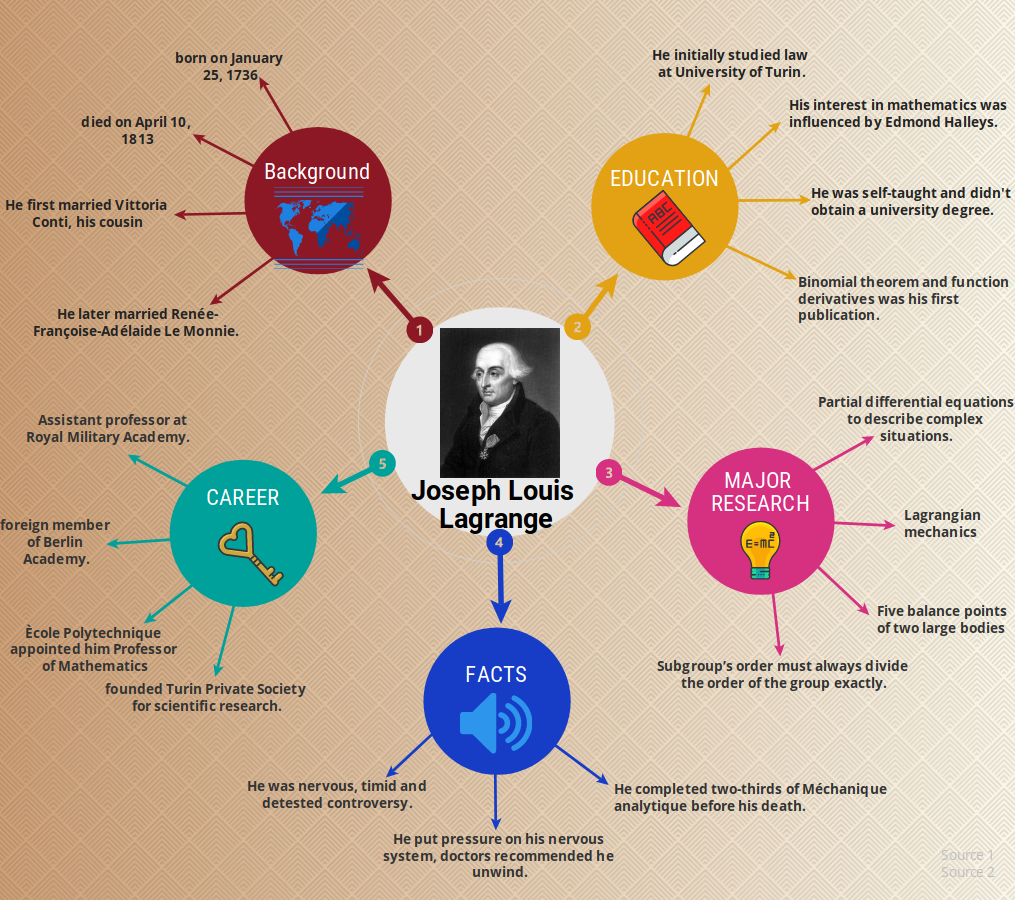 Joseph Louis
Lagrange
1
Background
born on January
25, 1736
died on April 10,
1813
He first married Vittoria
Conti, his cousin
He later married Renée-
Françoise-Adélaide Le Monnie.
2
EDUCATION
ABC
He initially studied law
at University of Turin.
His interest in mathematics was
influenced by Edmond Halleys.
He was self-taught and didn't
obtain a university degree.
Binomial theorem and function
derivatives was his first
publication.
3
MAJOR
RESEARCH
E=mc²
Partial differential equations
to describe complex
situations.
Lagrangian
mechanics
Five balance points
of two large bodies
Subgroup's order must always divide
the order of the group exactly.
4
FACTS
He was nervous, timid and
detested controversy.
He put pressure on his nervous
system, doctors recommended he
unwind.
He completed two-thirds of Méchanique
analytique before his death.
5
CAREER
Assistant professor at
Royal Military Academy.
foreign member
of Berlin
Academy.
Ècole Polytechnique
appointed him Professor
of Mathematics
founded Turin Private Society
for scientific research.
Source 1
Source 2